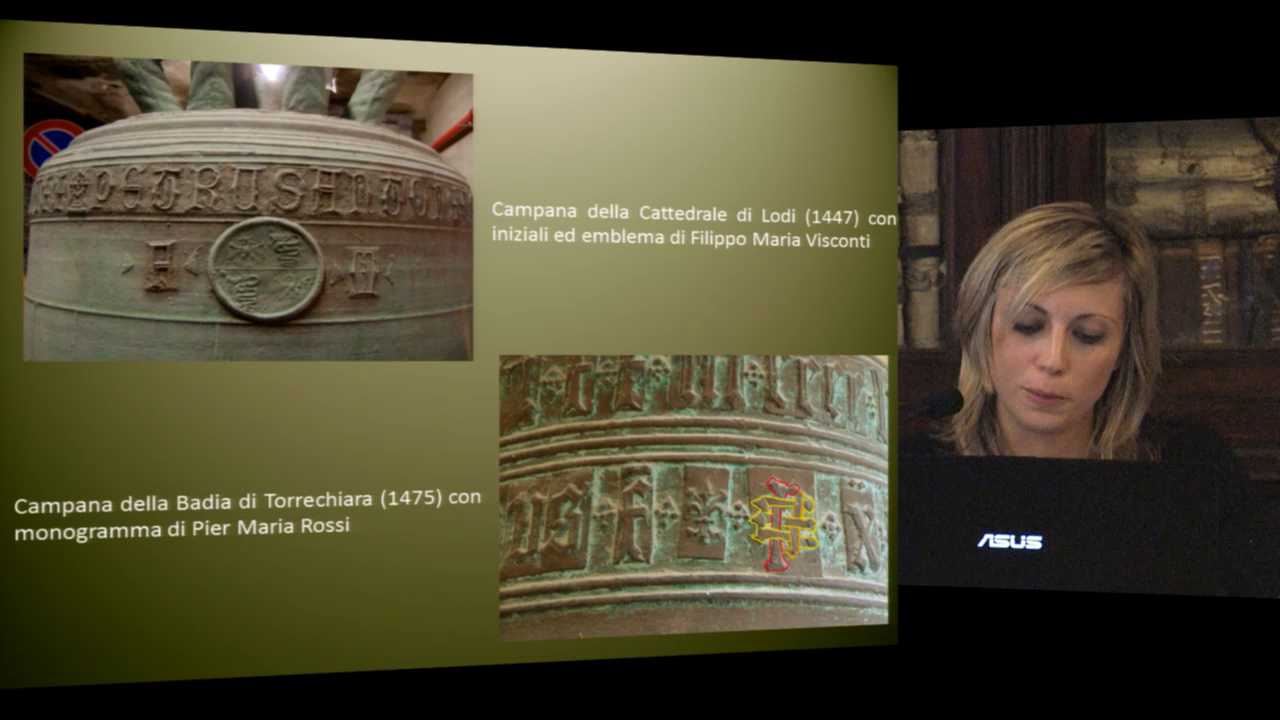 Campana della Cattedrale di Lodi (1447) con
iniziali ed emblema di Filippo Maria Visconti
Campana della Badia di Torrechiara (1475) con
monogramma di Pier Maria Rossi
ASUS